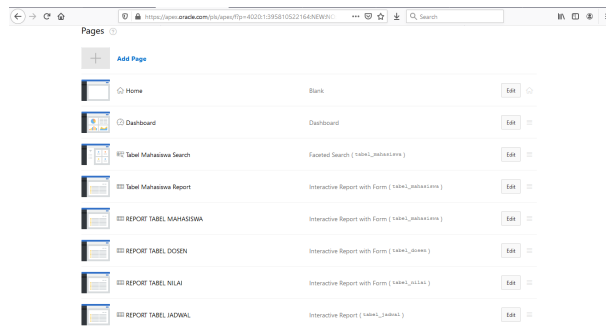 https://apex.oracle.com/pls/apex/f?p=4020:1:395810522164:NEW:N
Search
Pages
Add Page
Home Blank Edit
Dashboard Dashboard Edit
Tabel Mahasiswa Search Faceted Search ( tabel_mahasiswa ) Edit
Tabel Mahasiswa Report Interactive Report with Form ( tabel_mahasiswa ) Edit
REPORT TABEL MAHASISWA Interactive Report with Form ( tabel_mahasiswa ) Edit
REPORT TABEL DOSEN Interactive Report with Form ( tabel_dosen ) Edit
REPORT TABEL NILAI Interactive Report with Form ( tabel_nilai ) Edit
REPORT TABEL JADWAL Interactive Report ( tabel_jadwal ) Edit